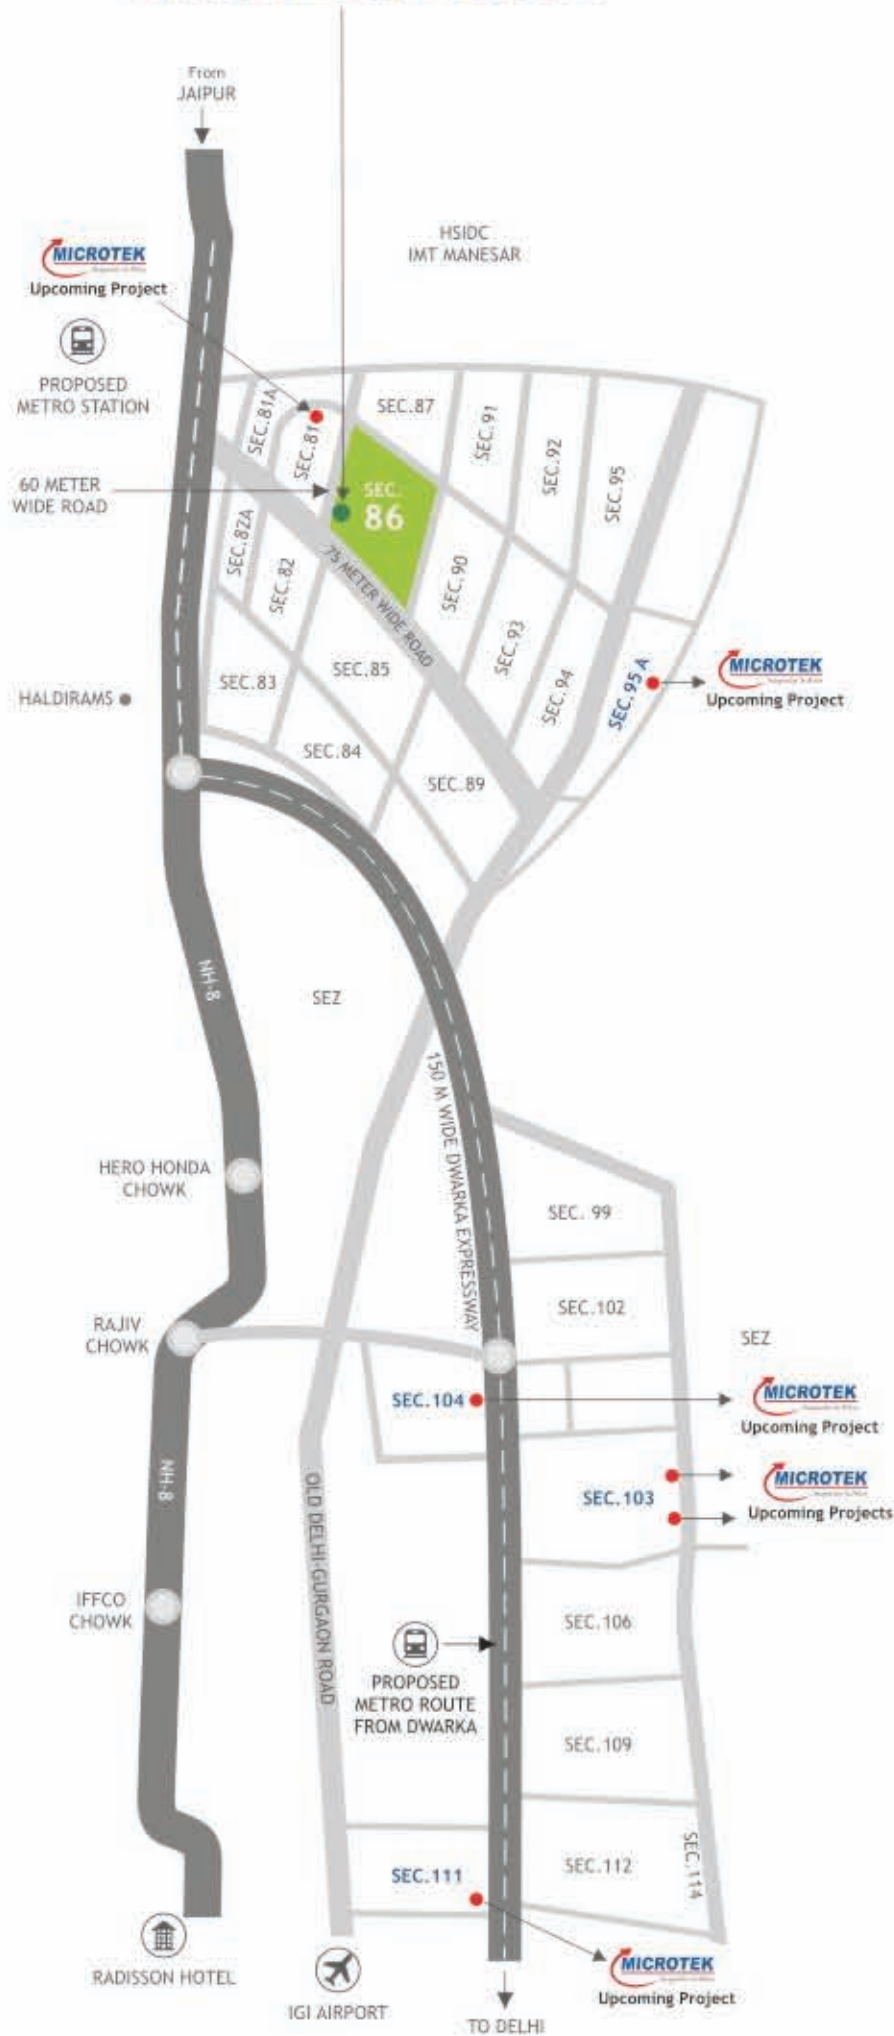 From
JAIPUR
HSIDC
IMT MANESAR
MICROTEK
Upcoming Project
PROPOSED
METRO STATION
SEC.81A
SEC.81
SEC.87
SEC.91
SEC.92
SEC.95
60 METER
WIDE ROAD
SEC.
86
SEC.82A
SEC.82
75 METER WIDE ROAD
SEC.90
SEC.93
SEC.94
SEC.95 A
MICROTEK
Upcoming Project
SEC.83
SEC.85
HALDIRAMS
SEC.84
SEC.89
NH-8
SEZ
150 M WIDE DWARKA EXPRESSWAY
HERO HONDA
CHOWK
SEC. 99
SEC.102
RAJIV
CHOWK
SEZ
SEC.104
MICROTEK
Upcoming Project
NH-8
OLD DELHI-GURGAON ROAD
SEC.103
MICROTEK
Upcoming Projects
IFFCO
CHOWK
SEC.106
PROPOSED
METRO ROUTE
FROM DWARKA
SEC.109
SEC.111
SEC.112
SEC.114
RADISSON HOTEL
IGI AIRPORT
TO DELHI
MICROTEK
Upcoming Project